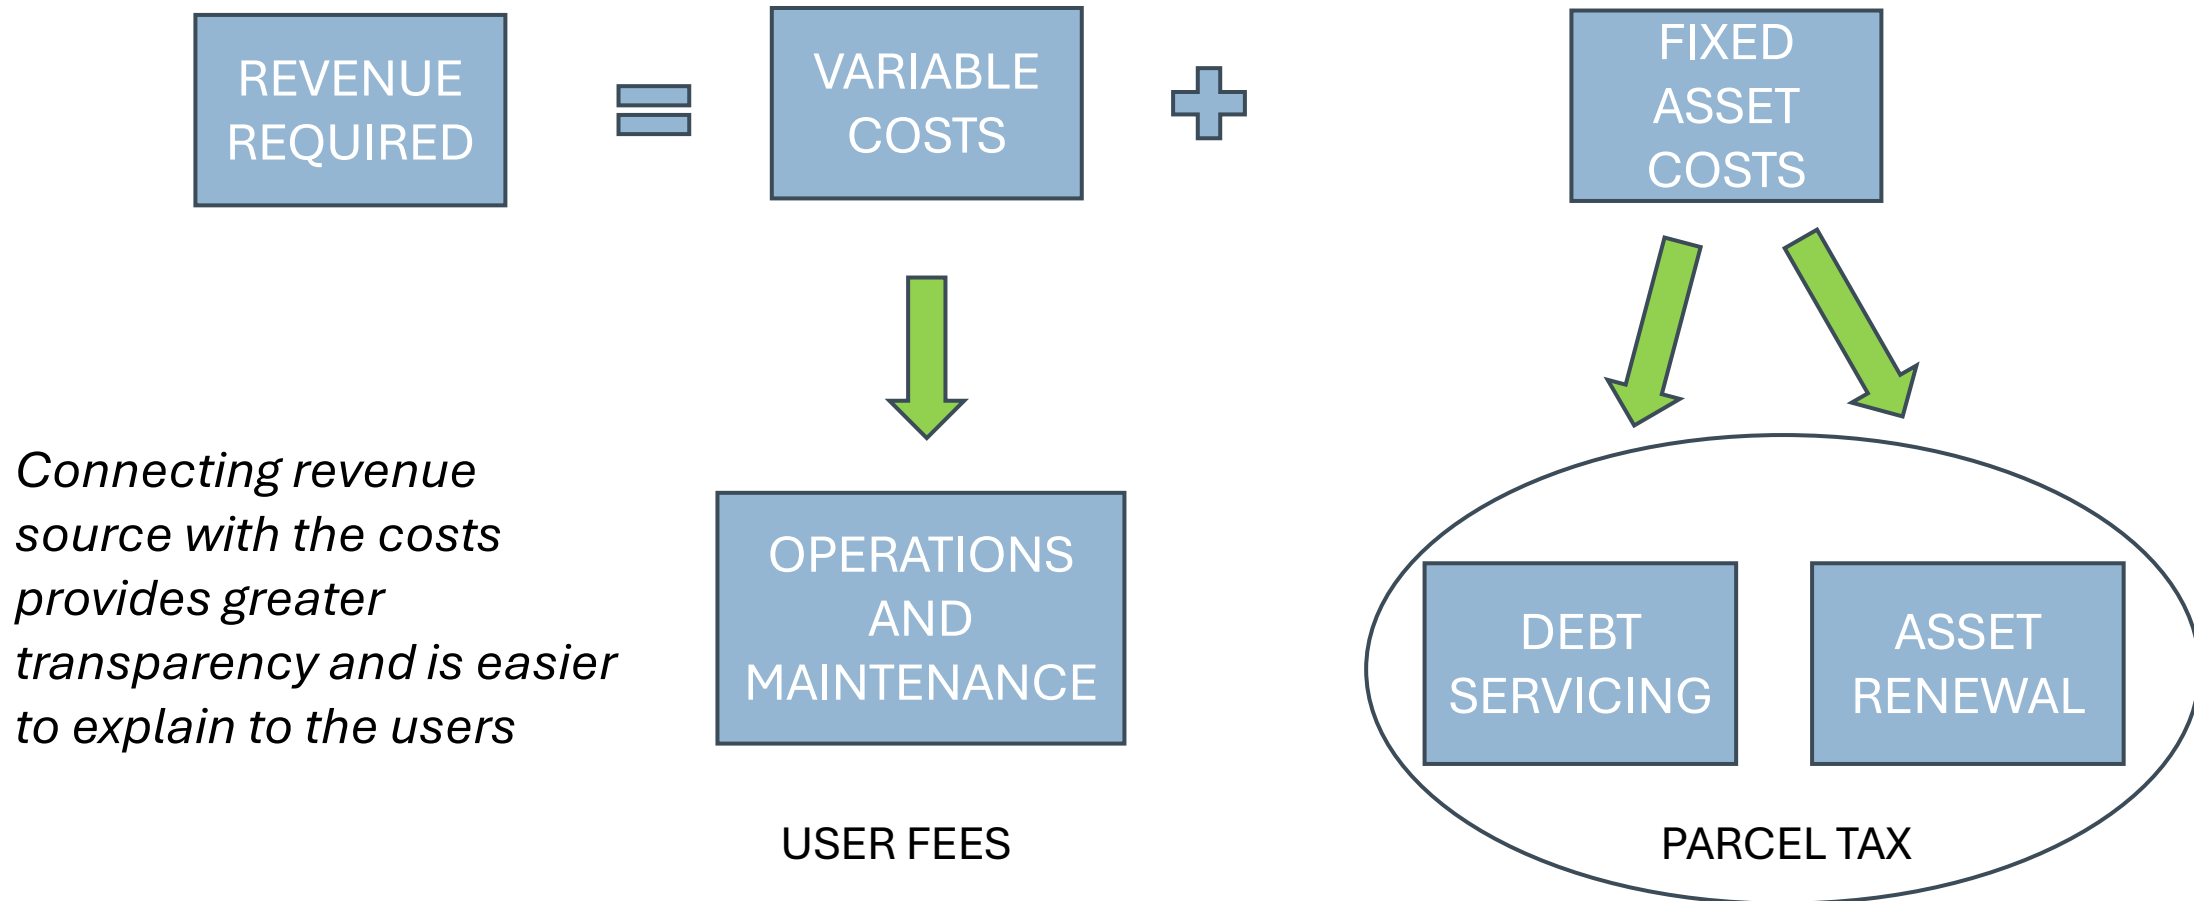 REVENUE
REQUIRED
VARIABLE
COSTS
FIXED
ASSET
COSTS
Connecting revenue
source with the costs
provides greater
transparency and is easier
to explain to the users
OPERATIONS
AND
MAINTENANCE
DEBT
SERVICING
ASSET
RENEWAL
USER FEES
PARCEL TAX